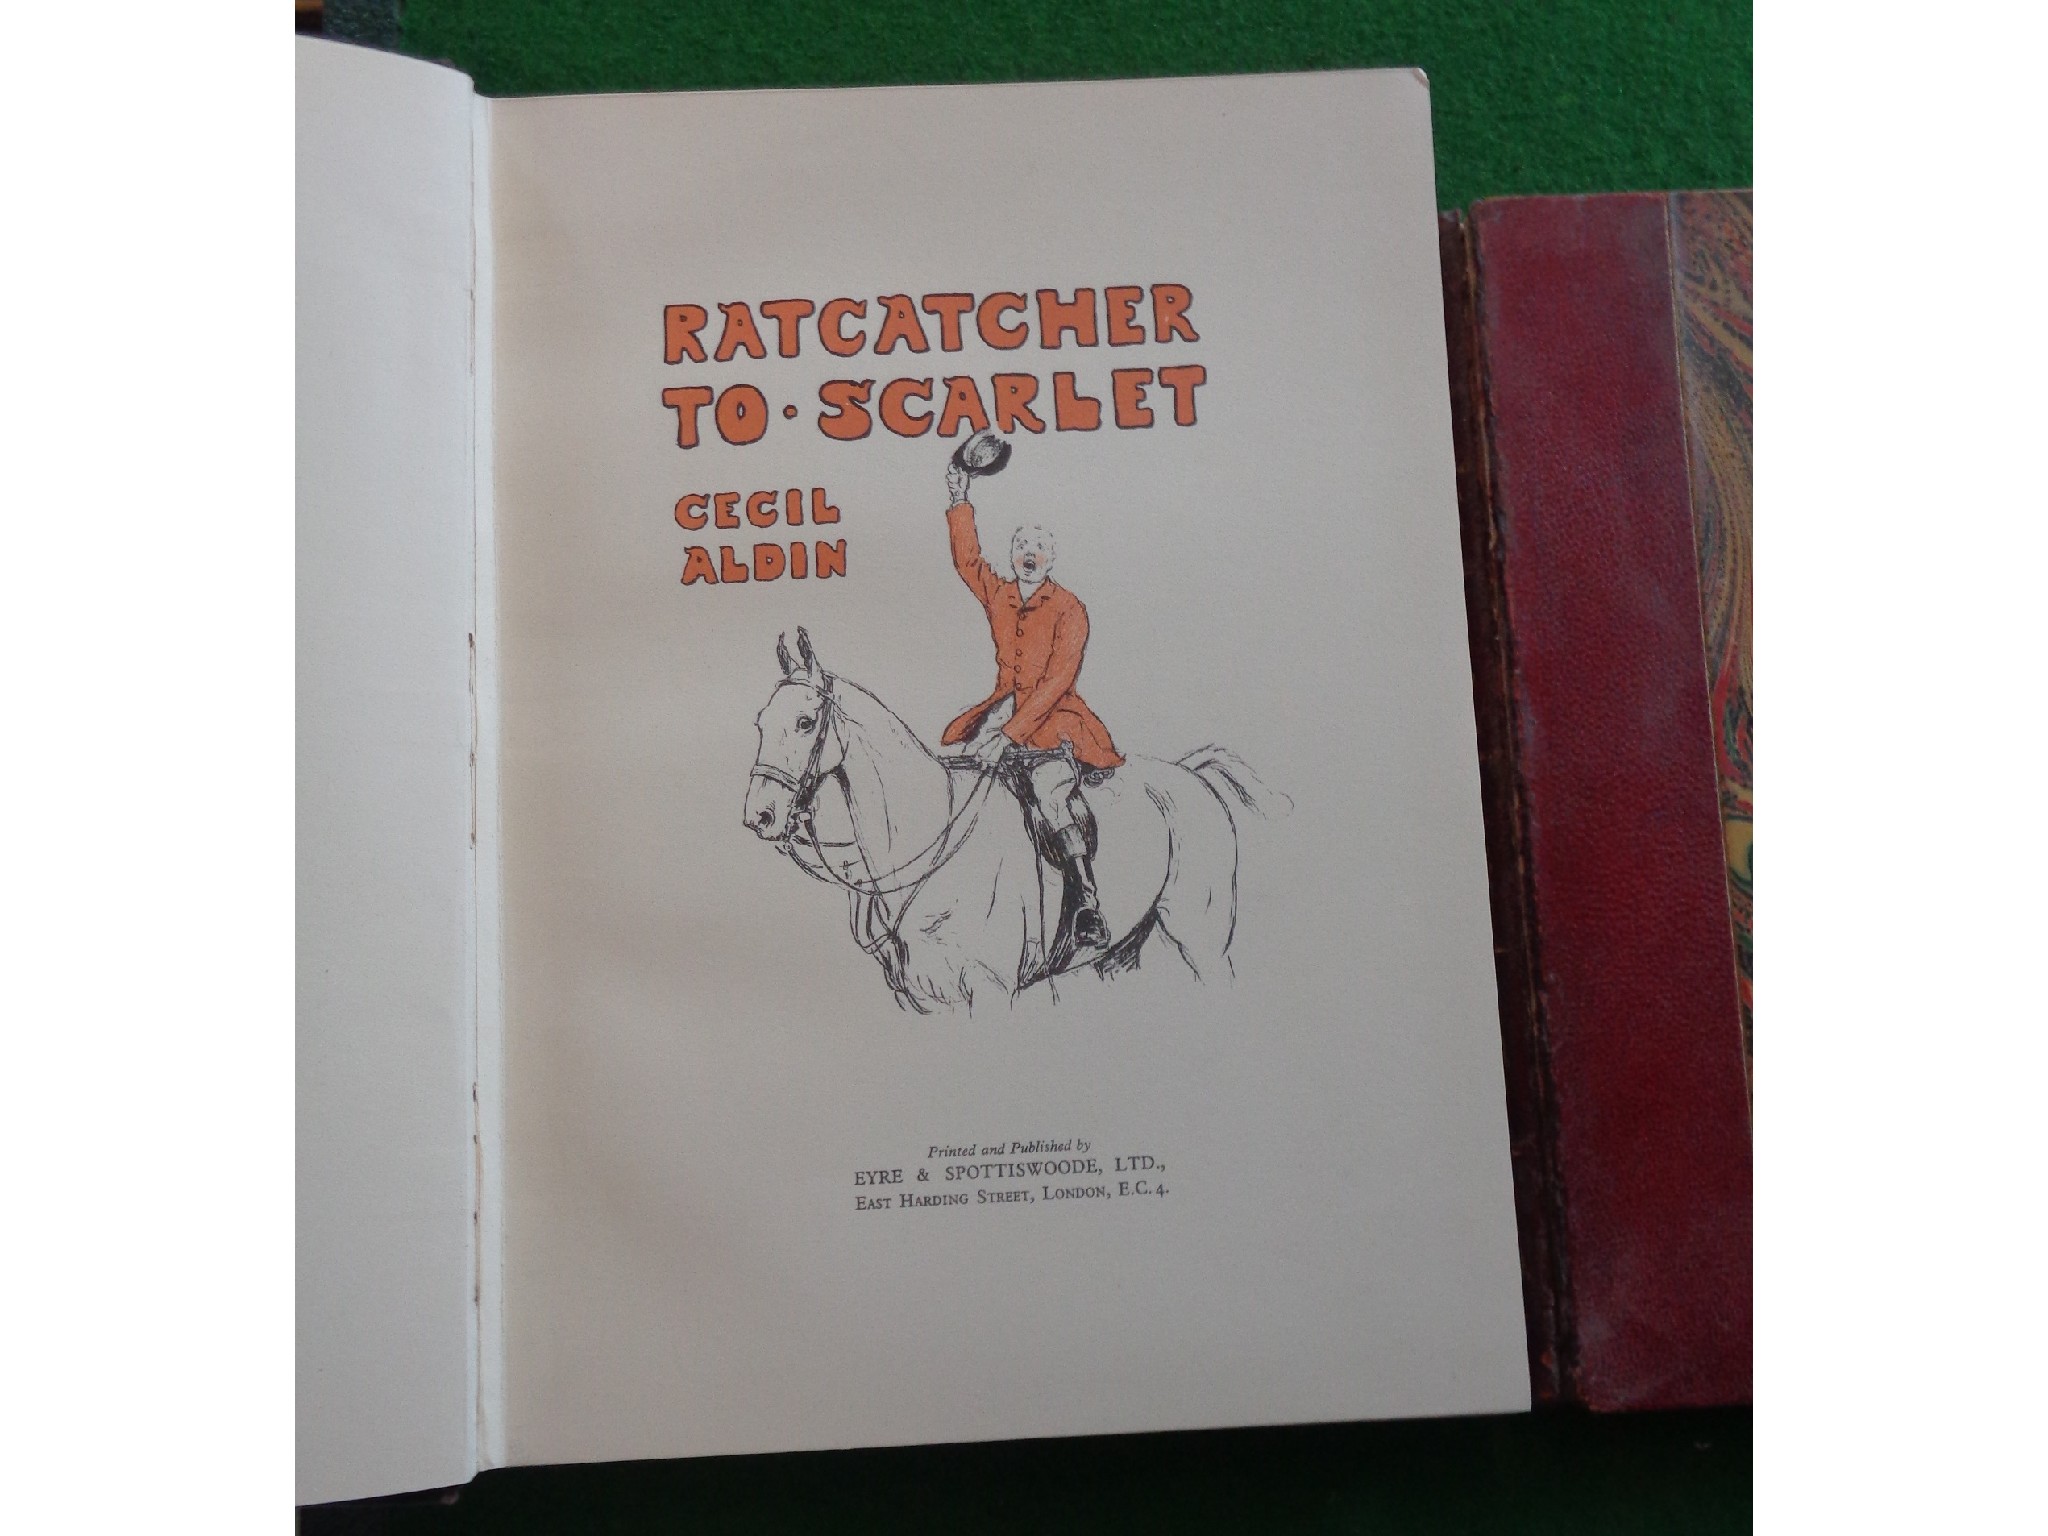 RATCATCHER
TO · SCARLET
CECIL
ALDIN
Printed and Published by
EYRE & SPOTTISWOODE, LTD.,
EAST HARDING STREET, LONDON, E.C. 4.